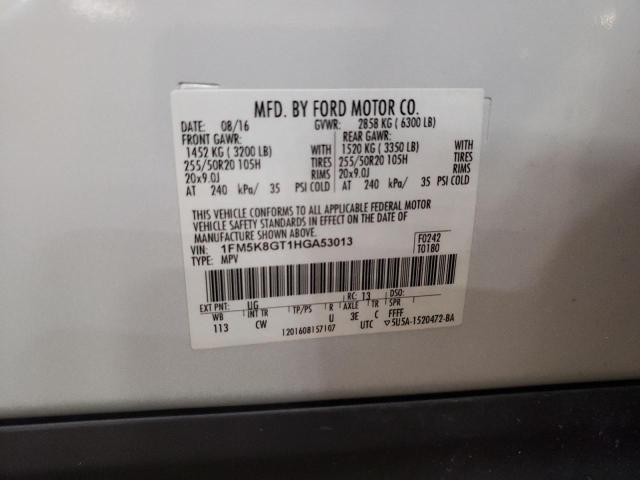 MFD. BY FORD MOTOR CO.
DATE: 08/16 GVWR: 2858 KG ( 6300 LB)
FRONT GAWR: REAR GAWR:
1452 KG ( 3200 LB) WITH 1520 KG ( 3350 LB) WITH
255/50R20 105H TIRES 255/50R20 105H TIRES
20x9.0J RIMS 20x9.0J RIMS
AT 240 kPa/ 35 PSI COLD AT 240 kPa/ 35 PSI COLD
THIS VEHICLE CONFORMS TO ALL APPLICABLE FEDERAL MOTOR
VEHICLE SAFETY STANDARDS IN EFFECT ON THE DATE OF
MANUFACTURE SHOWN ABOVE.
VIN: 1FM5K8GT1HGA53013 F0242
TYPE: MPV T0180
EXT PNT: UG RC: 13 DSO:
WB INT TR TP/PS R AXLE TR SPR
113 CW U 3E C FFFF
1201608157107 UTC ▽5U5A-1520472-BA